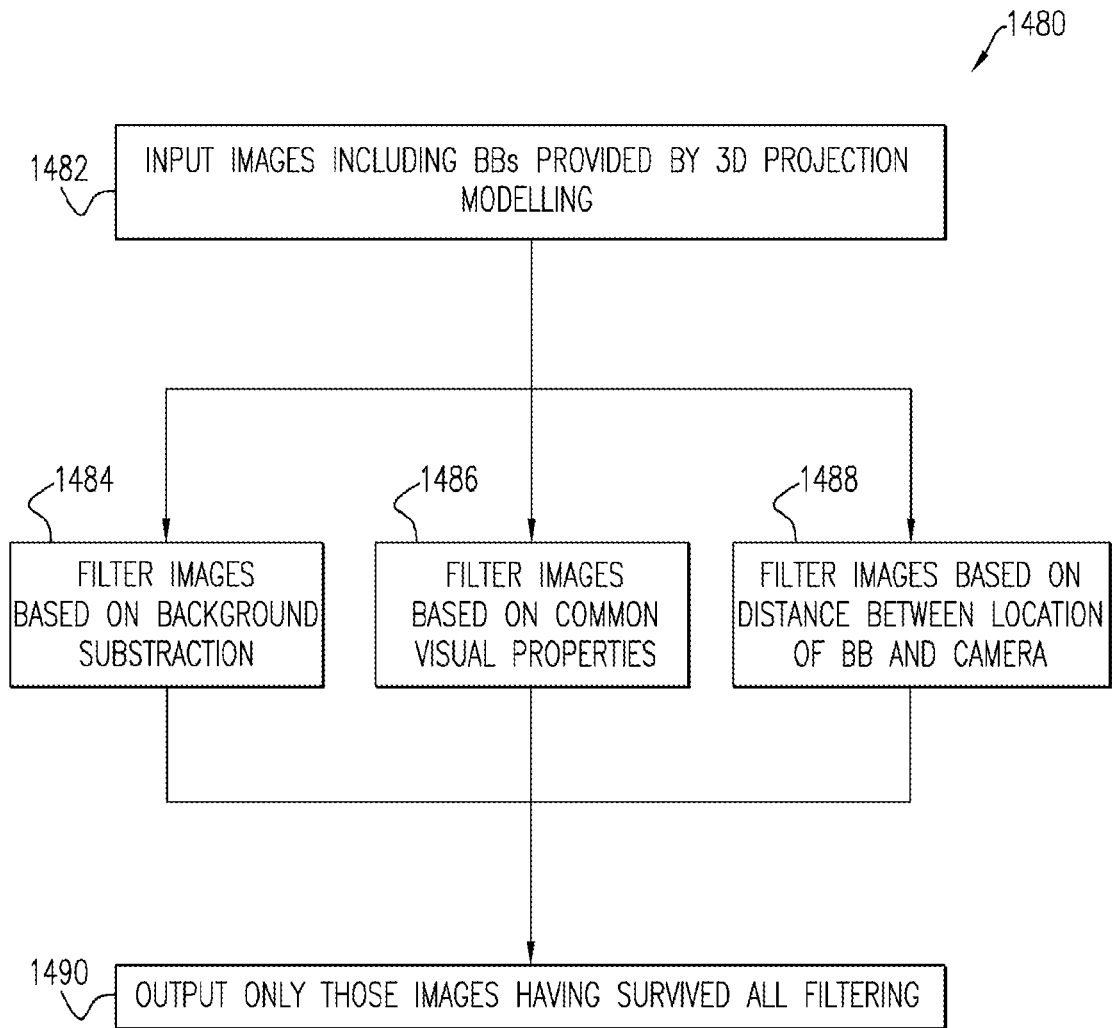 1480
1482
INPUT IMAGES INCLUDING BBs PROVIDED BY 3D PROJECTION
MODELLING
1484
FILTER IMAGES
BASED ON BACKGROUND
SUBSTRACTION
1486
FILTER IMAGES
BASED ON COMMON
VISUAL PROPERTIES
1488
FILTER IMAGES BASED ON
DISTANCE BETWEEN LOCATION
OF BB AND CAMERA
1490
OUTPUT ONLY THOSE IMAGES HAVING SURVIVED ALL FILTERING